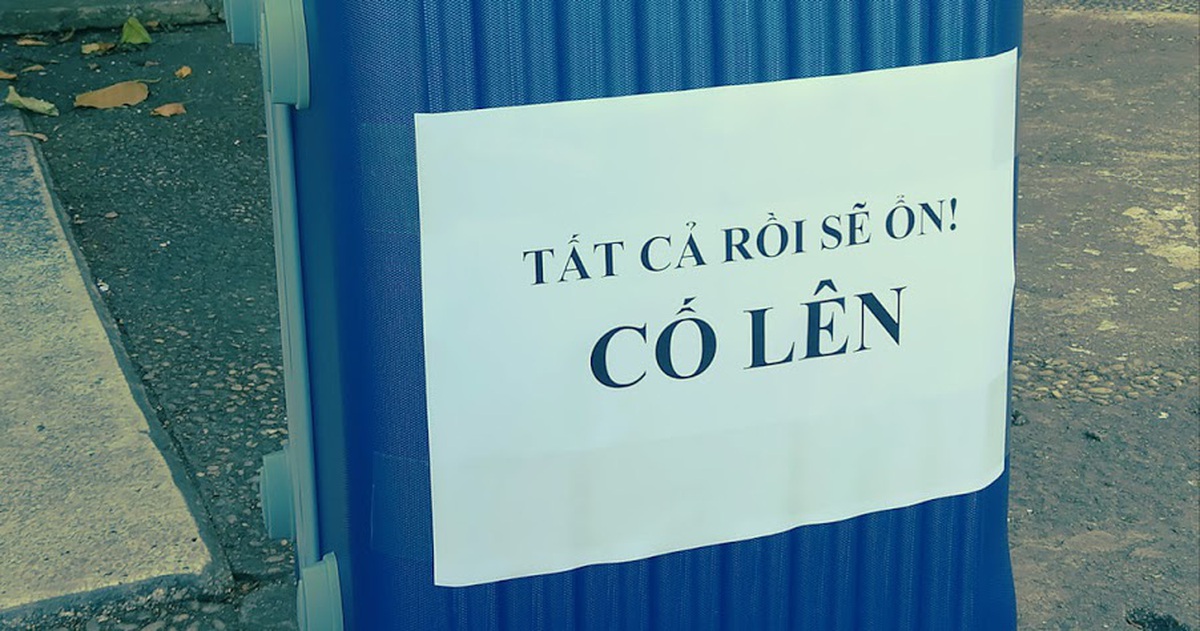 TẤT CẢ RỒI SẼ ỔN!
CỐ LÊN